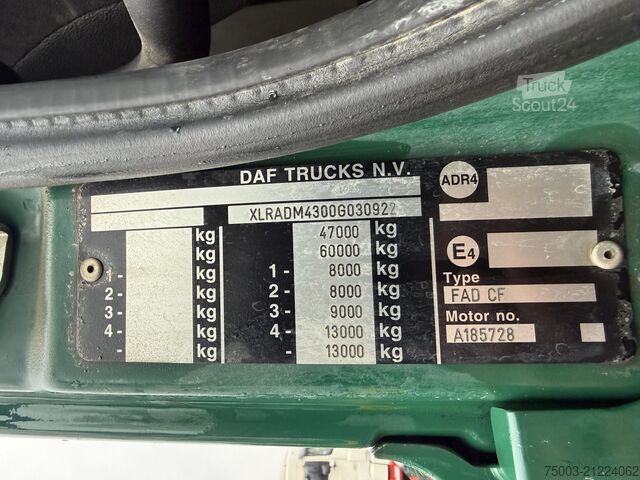 Truck
Scout24
DAF TRUCKS N.V.
ADR4
XLRADM4300G030922
kg 47000 kg
kg 60000 kg
1 - kg 1 - 8000 kg
2 - kg 2 - 8000 kg
3 - kg 3 - 9000 kg
4 - kg 4 - 13000 kg
- kg - 13000 kg
E4
Type
FAD CF
Motor no.
A185728
75003-21224062